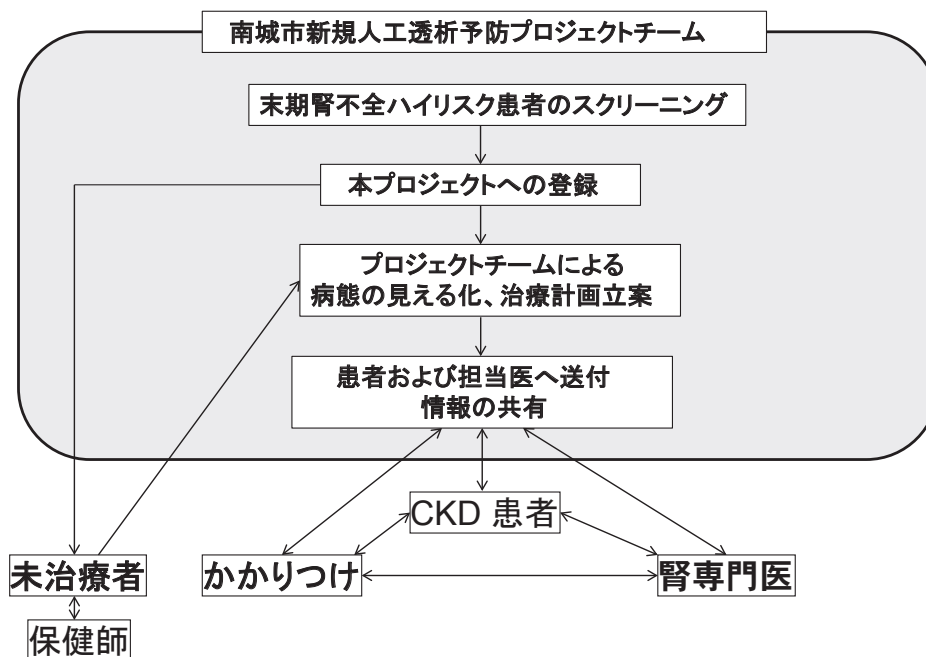 南城市新規人工透析予防プロジェクトチーム
末期腎不全ハイリスク患者のスクリーニング
本プロジェクトへの登録
プロジェクトチームによる
病態の見える化、治療計画立案
患者および担当医へ送付
情報の共有
CKD 患者
未治療者
かかりつけ
腎専門医
保健師